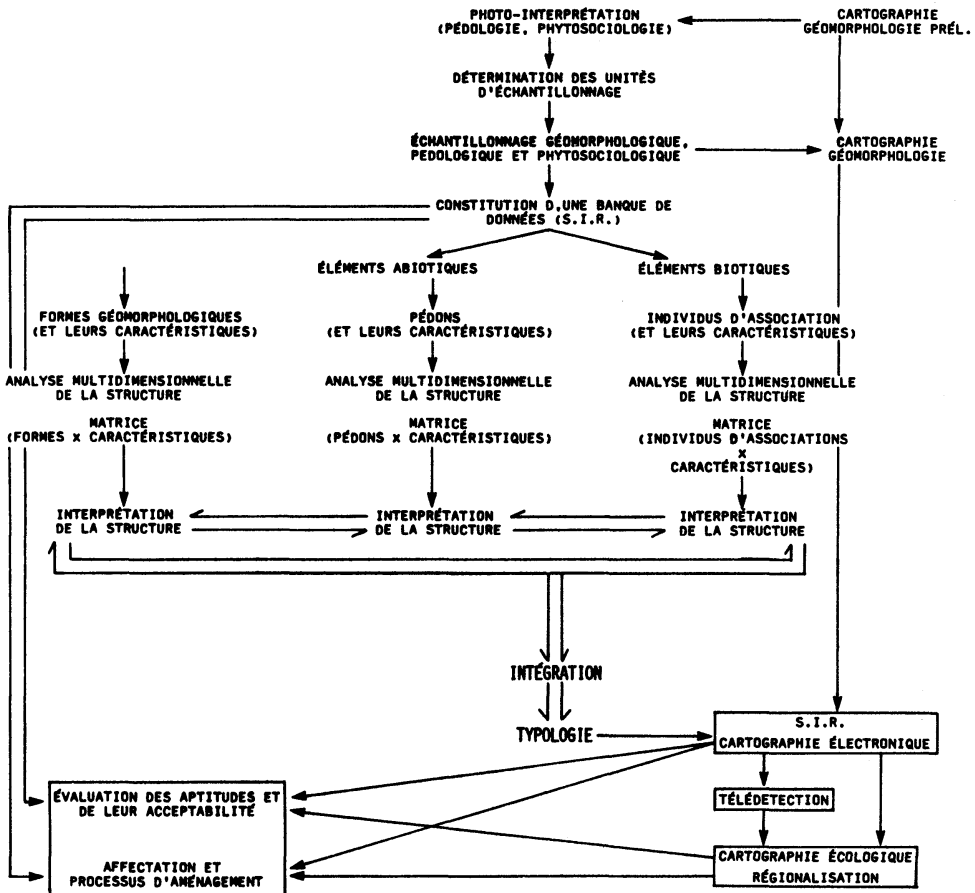 PHOTO-INTERPRÉTATION
(PÉDOLOGIE, PHYTOSOCIOLOGIE)
CARTOGRAPHIE
GÉOMORPHOLOGIE PRÉL.
DÉTERMINATION DES UNITÈS
D'ÉCHANTILLONNAGE
ÉCHANTILLONNAGE GÉOMORPHOLOGIQUE,
PEDOLOGIQUE ET PHYTOSOCIOLOGIQUE
CARTOGRAPHIE
GÉOMORPHOLOGIE
CONSTITUTION D,UNE BANQUE DE
DONNÉES (S.I.R.)
ÉLÉMENTS ABIOTIQUES
ÉLÉMENTS BIOTIQUES
FORMES GÉOMORPHOLOGIQUES
(ET LEURS CARACTÉRISTIQUES)
PÉDONS
(ET LEURS CARACTÉRISTIQUES)
INDIVIDUS D'ASSOCIATION
(ET LEURS CARACTÉRISTIQUES)
ANALYSE MULTIDIMENSIONNELLE
DE LA STRUCTURE
ANALYSE MULTIDIMENSIONNELLE
DE LA STRUCTURE
ANALYSE MULTIDIMENSIONNELLE
DE LA STRUCTURE
MATRICE
(FORMES x CARACTÉRISTIQUES)
MATRICE
(PÉDONS x CARACTÉRISTIQUES)
MATRICE
(INDIVIDUS D'ASSOCIATIONS
x
CARACTÉRISTIQUES)
INTERPRÉTATION
DE LA STRUCTURE
INTERPRÉTATION
DE LA STRUCTURE
INTERPRÉTATION
DE LA STRUCTURE
INTÉGRATION
TYPOLOGIE
S.I.R.
CARTOGRAPHIE ÉLECTRONIQUE
TÉLÉDETECTION
CARTOGRAPHIE ÉCOLOGIQUE
RÉGIONALISATION
ÉVALUATION DES APTITUDES ET
DE LEUR ACCEPTABILITÉ
AFFECTATION ET
PROCESSUS D'AMÉNAGEMENT